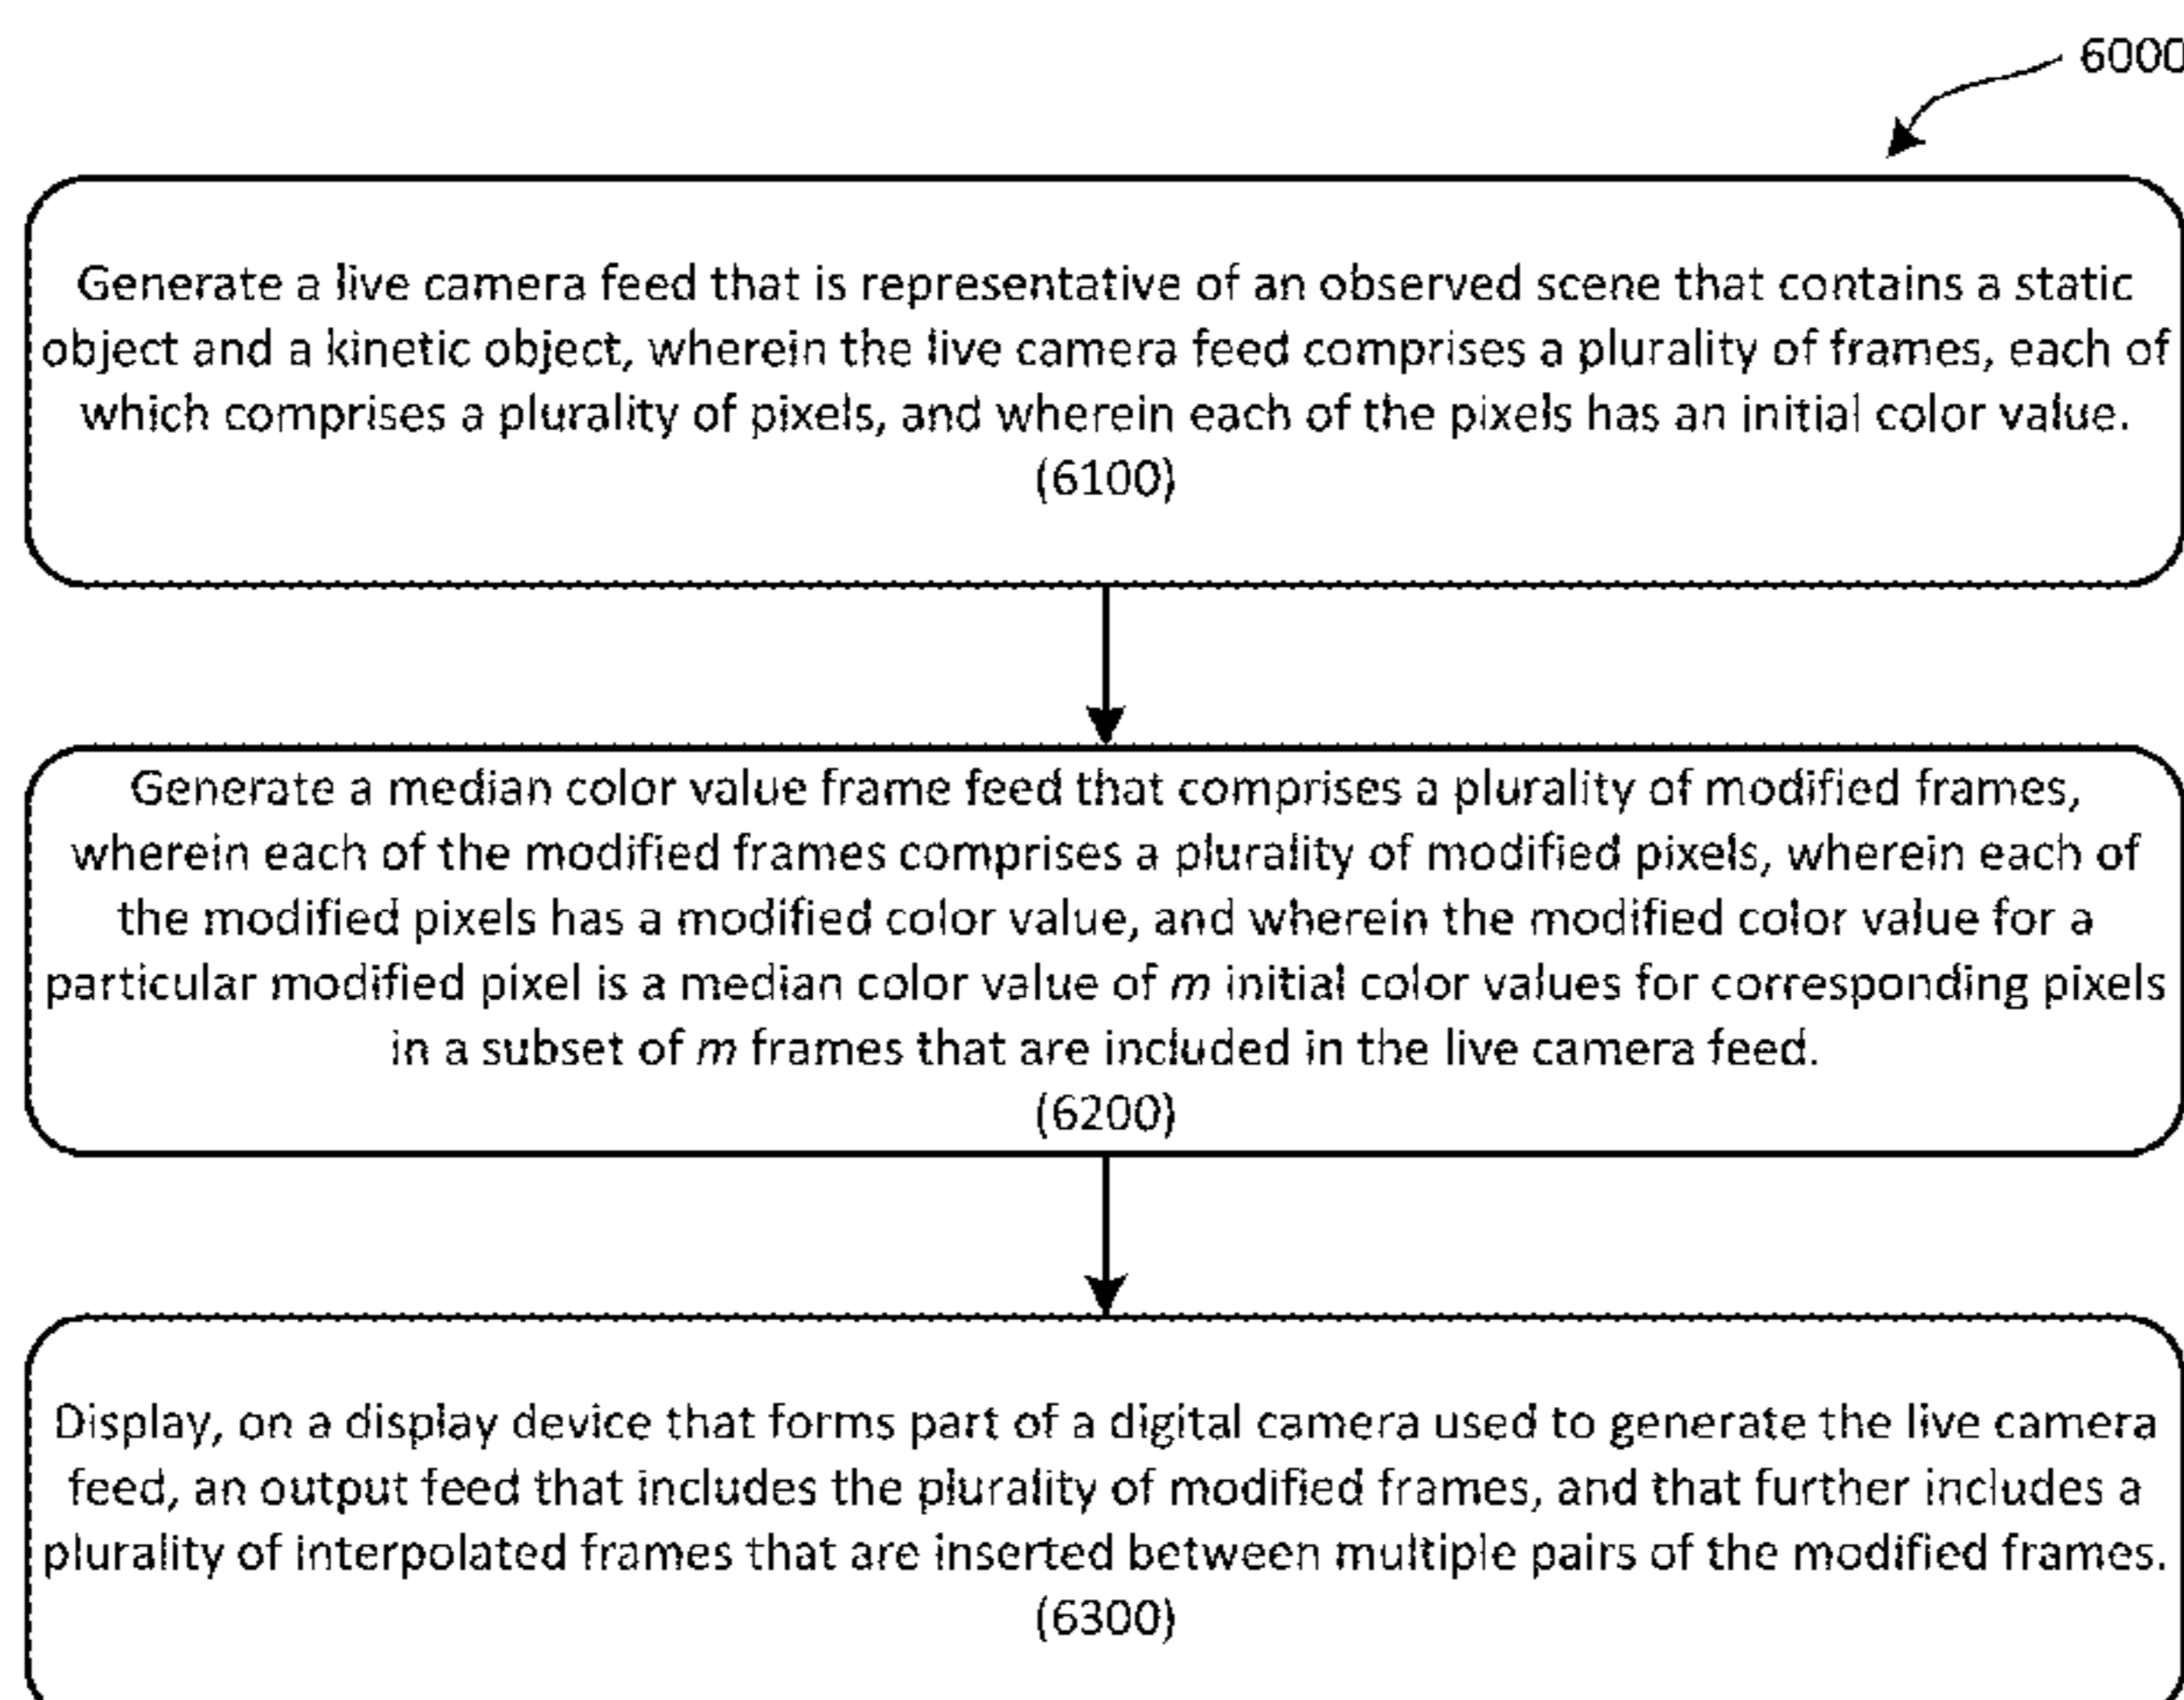 6000
Generate a live camera feed that is representative of an observed scene that contains a static
object and a kinetic object, wherein the live camera feed comprises a plurality of frames, each of
which comprises a plurality of pixels, and wherein each of the pixels has an initial color value.
(6100)
Generate a median color value frame feed that comprises a plurality of modified frames,
wherein each of the modified frames comprises a plurality of modified pixels, wherein each of
the modified pixels has a modified color value, and wherein the modified color value for a
particular modified pixel is a median color value of m initial color values for corresponding pixels
in a subset of m frames that are included in the live camera feed.
(6200)
Display, on a display device that forms part of a digital camera used to generate the live camera
feed, an output feed that includes the plurality of modified frames, and that further includes a
plurality of interpolated frames that are inserted between multiple pairs of the modified frames.
(6300)